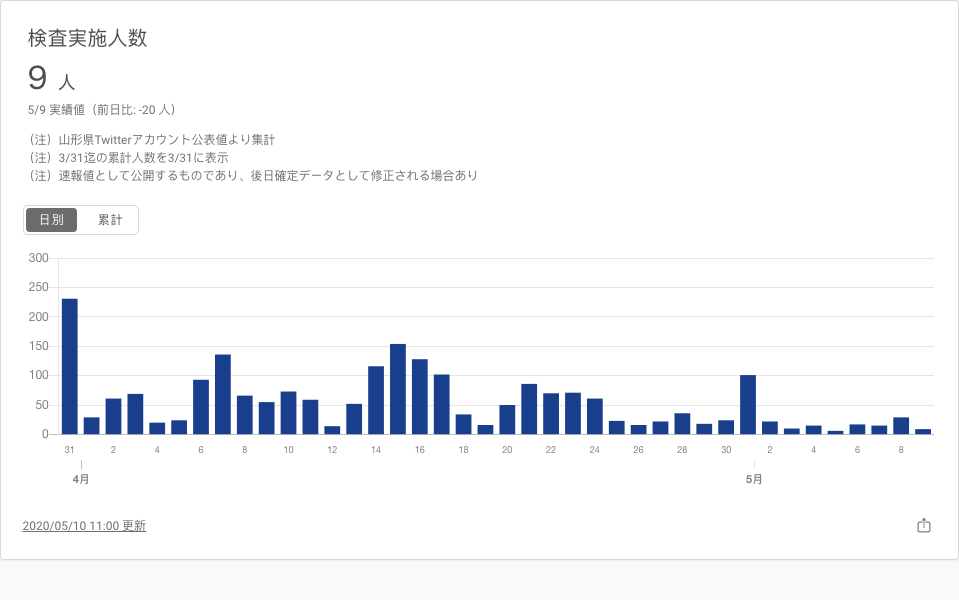 検査実施人数
9 人
5/9 実績値（前日比: -20 人）
（注）山形県Twitterアカウント公表値より集計
（注）3/31迄の累計人数を3/31に表示
（注）速報値として公開するものであり、後日確定データとして修正される場合あり
日別 累計
300
250
200
150
100
50
0
31 2 4 6 8 10 12 14 16 18 20 22 24 26 28 30 2 4 6 8
4月 5月
2020/05/10 11:00 更新